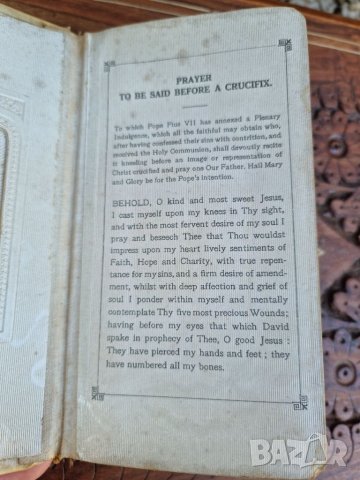 PRAYER
TO BE SAID BEFORE A CRUCIFIX.
To which Pope Pius VII has annexed a Plenary
Indulgence, which all the faithful may obtain who,
after having confessed their sins with contrition, and
received the Holy Communion, shall devoutly recite
it kneeling before an image or representation of
Christ crucified and pray one Our Father, Hail Mary
and Glory be for the Pope's intention.
BEHOLD, O kind and most sweet Jesus,
I cast myself upon my knees in Thy sight,
and with the most fervent desire of my soul I
pray and beseech Thee that Thou wouldst
impress upon my heart lively sentiments of
Faith, Hope and Charity, with true repen-
tance for my sins, and a firm desire of amend-
ment, whilst with deep affection and grief of
soul I ponder within myself and mentally
contemplate Thy five most precious Wounds;
having before my eyes that which David
spake in prophecy of Thee, O good Jesus:
They have pierced my hands and feet; they
have numbered all my bones.
BAZAR.bg